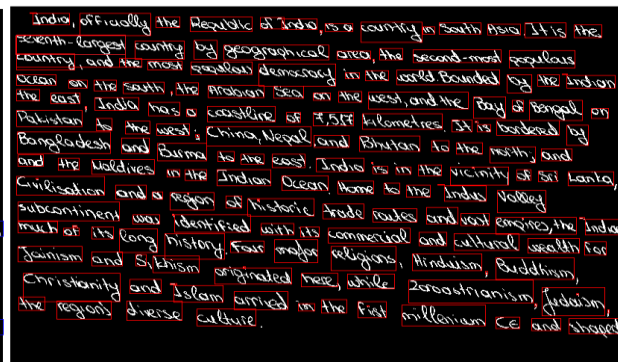 India, officially the Republic of India, is a country in South Asia. It is the
seventh-largest country by geographical area, the second-most populous
country, and the most populous democracy in the world. Bounded by the Indian
Ocean on the south, the Arabian Sea on the west, and the Bay of Bengal on
the east, India has a coastline of 7,517 kilometres. It is bordered by
Pakistan to the west; China, Nepal, and Bhutan to the north; and
Bangladesh and Burma to the east. India is in the vicinity of Sri Lanka,
and the Maldives in the Indian Ocean. Home to the Indus Valley
Civilisation and a region of historic trade routes and vast empires, the Indian
subcontinent was identified with its commercial and cultural wealth for
much of its long history. Four major religions, Hinduism, Buddhism,
Jainism and Sikhism originated here, while Zoroastrianism, Judaism,
Christianity and Islam arrived in the first millennium CE and shaped
the region's diverse culture.